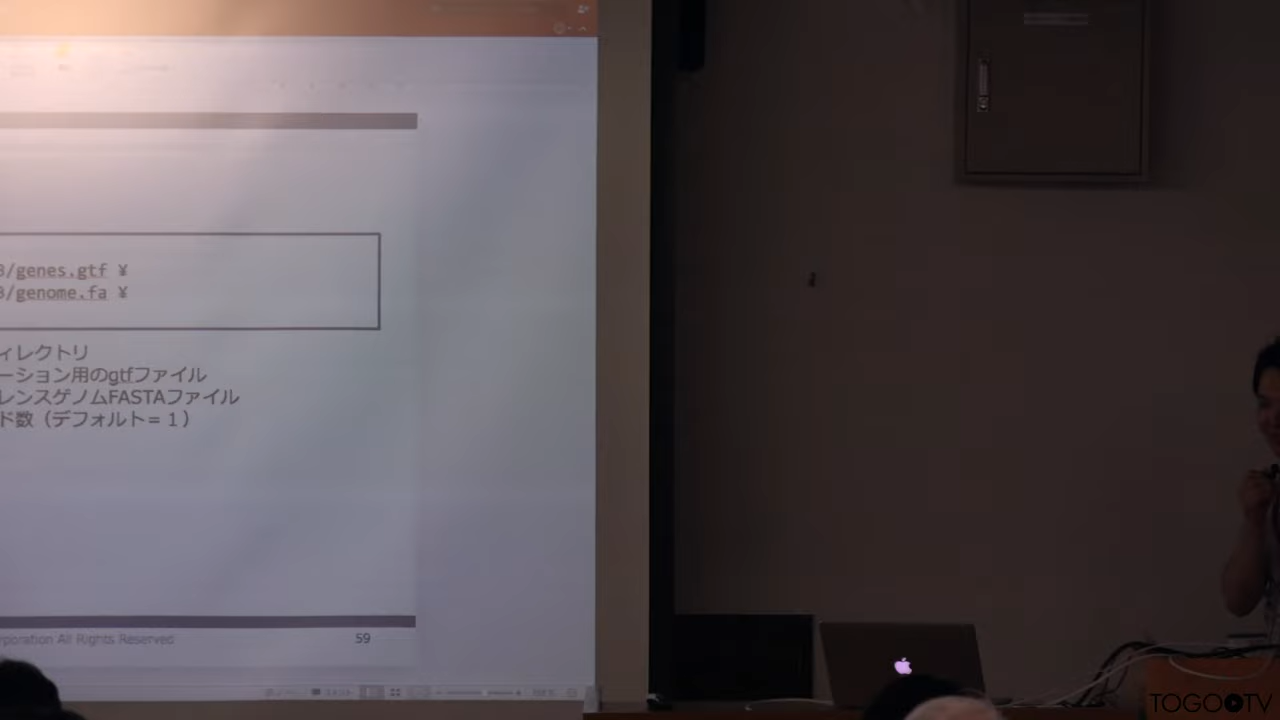 3/genes.gtf ¥
3/genome.fa ¥
ィレクトリ
ーション用のgtfファイル
レンスゲノムFASTAファイル
ド数（デフォルト＝１）
rporation All Rights Reserved
59
TOGOTV